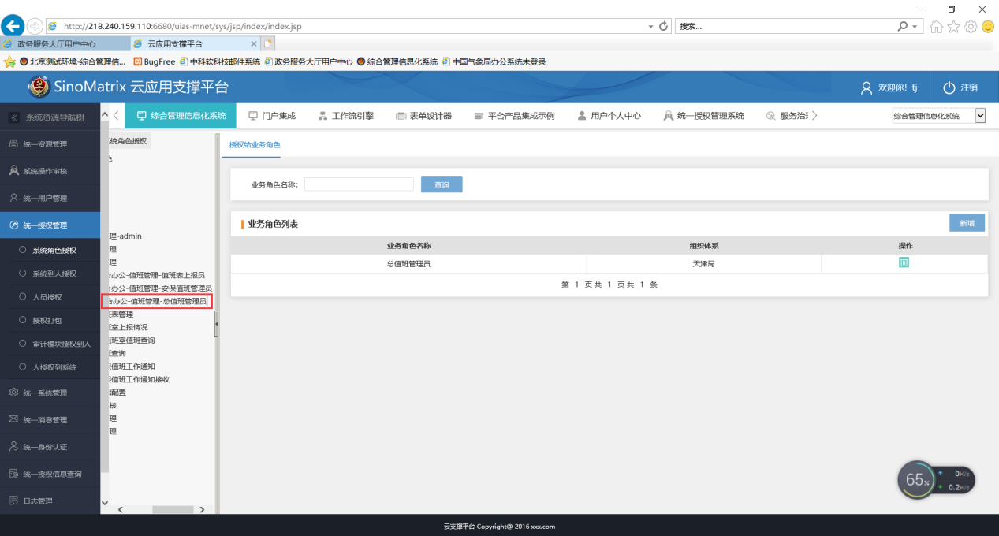 http://218.240.159.110:6680/uias-mnet/sys/jsp/index/index.jsp
搜索...
政务服务大厅用户中心
云应用支撑平台
北京测试环境-综合管理信...
BugFree
中科软科技邮件系统
政务服务大厅用户中心
综合管理信息化系统
中国气象局办公系统未登录
SinoMatrix 云应用支撑平台
欢迎你! tj
注销
系统资源导航树
综合管理信息化系统
门户集成
工作流引擎
表单设计器
平台产品集成示例
用户个人中心
统一授权管理系统
服务治
综合管理信息化系统
统一资源管理
系统操作审核
统一用户管理
统一授权管理
系统角色授权
系统到人授权
人员授权
授权打包
审计模块授权到人
人授权到系统
统一系统管理
统一消息管理
统一身份认证
统一授权信息查询
日志管理
统角色授权
理-admin
理
理
办公-值班管理-值班表上报员
办公-值班管理-安保值班管理员
办公-值班管理-总值班管理员
表管理
室上报情况
班室值班查询
查询
值班工作通知
值班工作通知接收
配置
核
理
理
授权给业务角色
业务角色名称:
查询
业务角色列表
新增
业务角色名称
组织体系
操作
总值班管理员
天津局
第 1 页共 1 页共 1 条
65%
0K/s
0.2K/s
云支撑平台 Copyright@ 2016 xxx.com